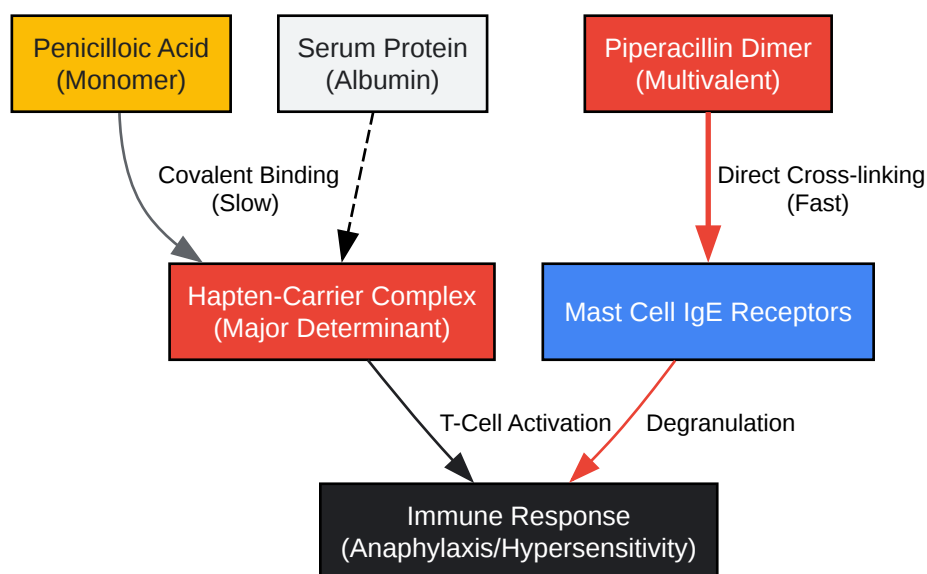 Penicilloic Acid
(Monomer)
Serum Protein
(Albumin)
Piperacillin Dimer
(Multivalent)
Covalent Binding
(Slow)
Direct Cross-linking
(Fast)
Hapten-Carrier Complex
(Major Determinant)
Mast Cell IgE Receptors
T-Cell Activation
Degranulation
Immune Response
(Anaphylaxis/Hypersensitivity)